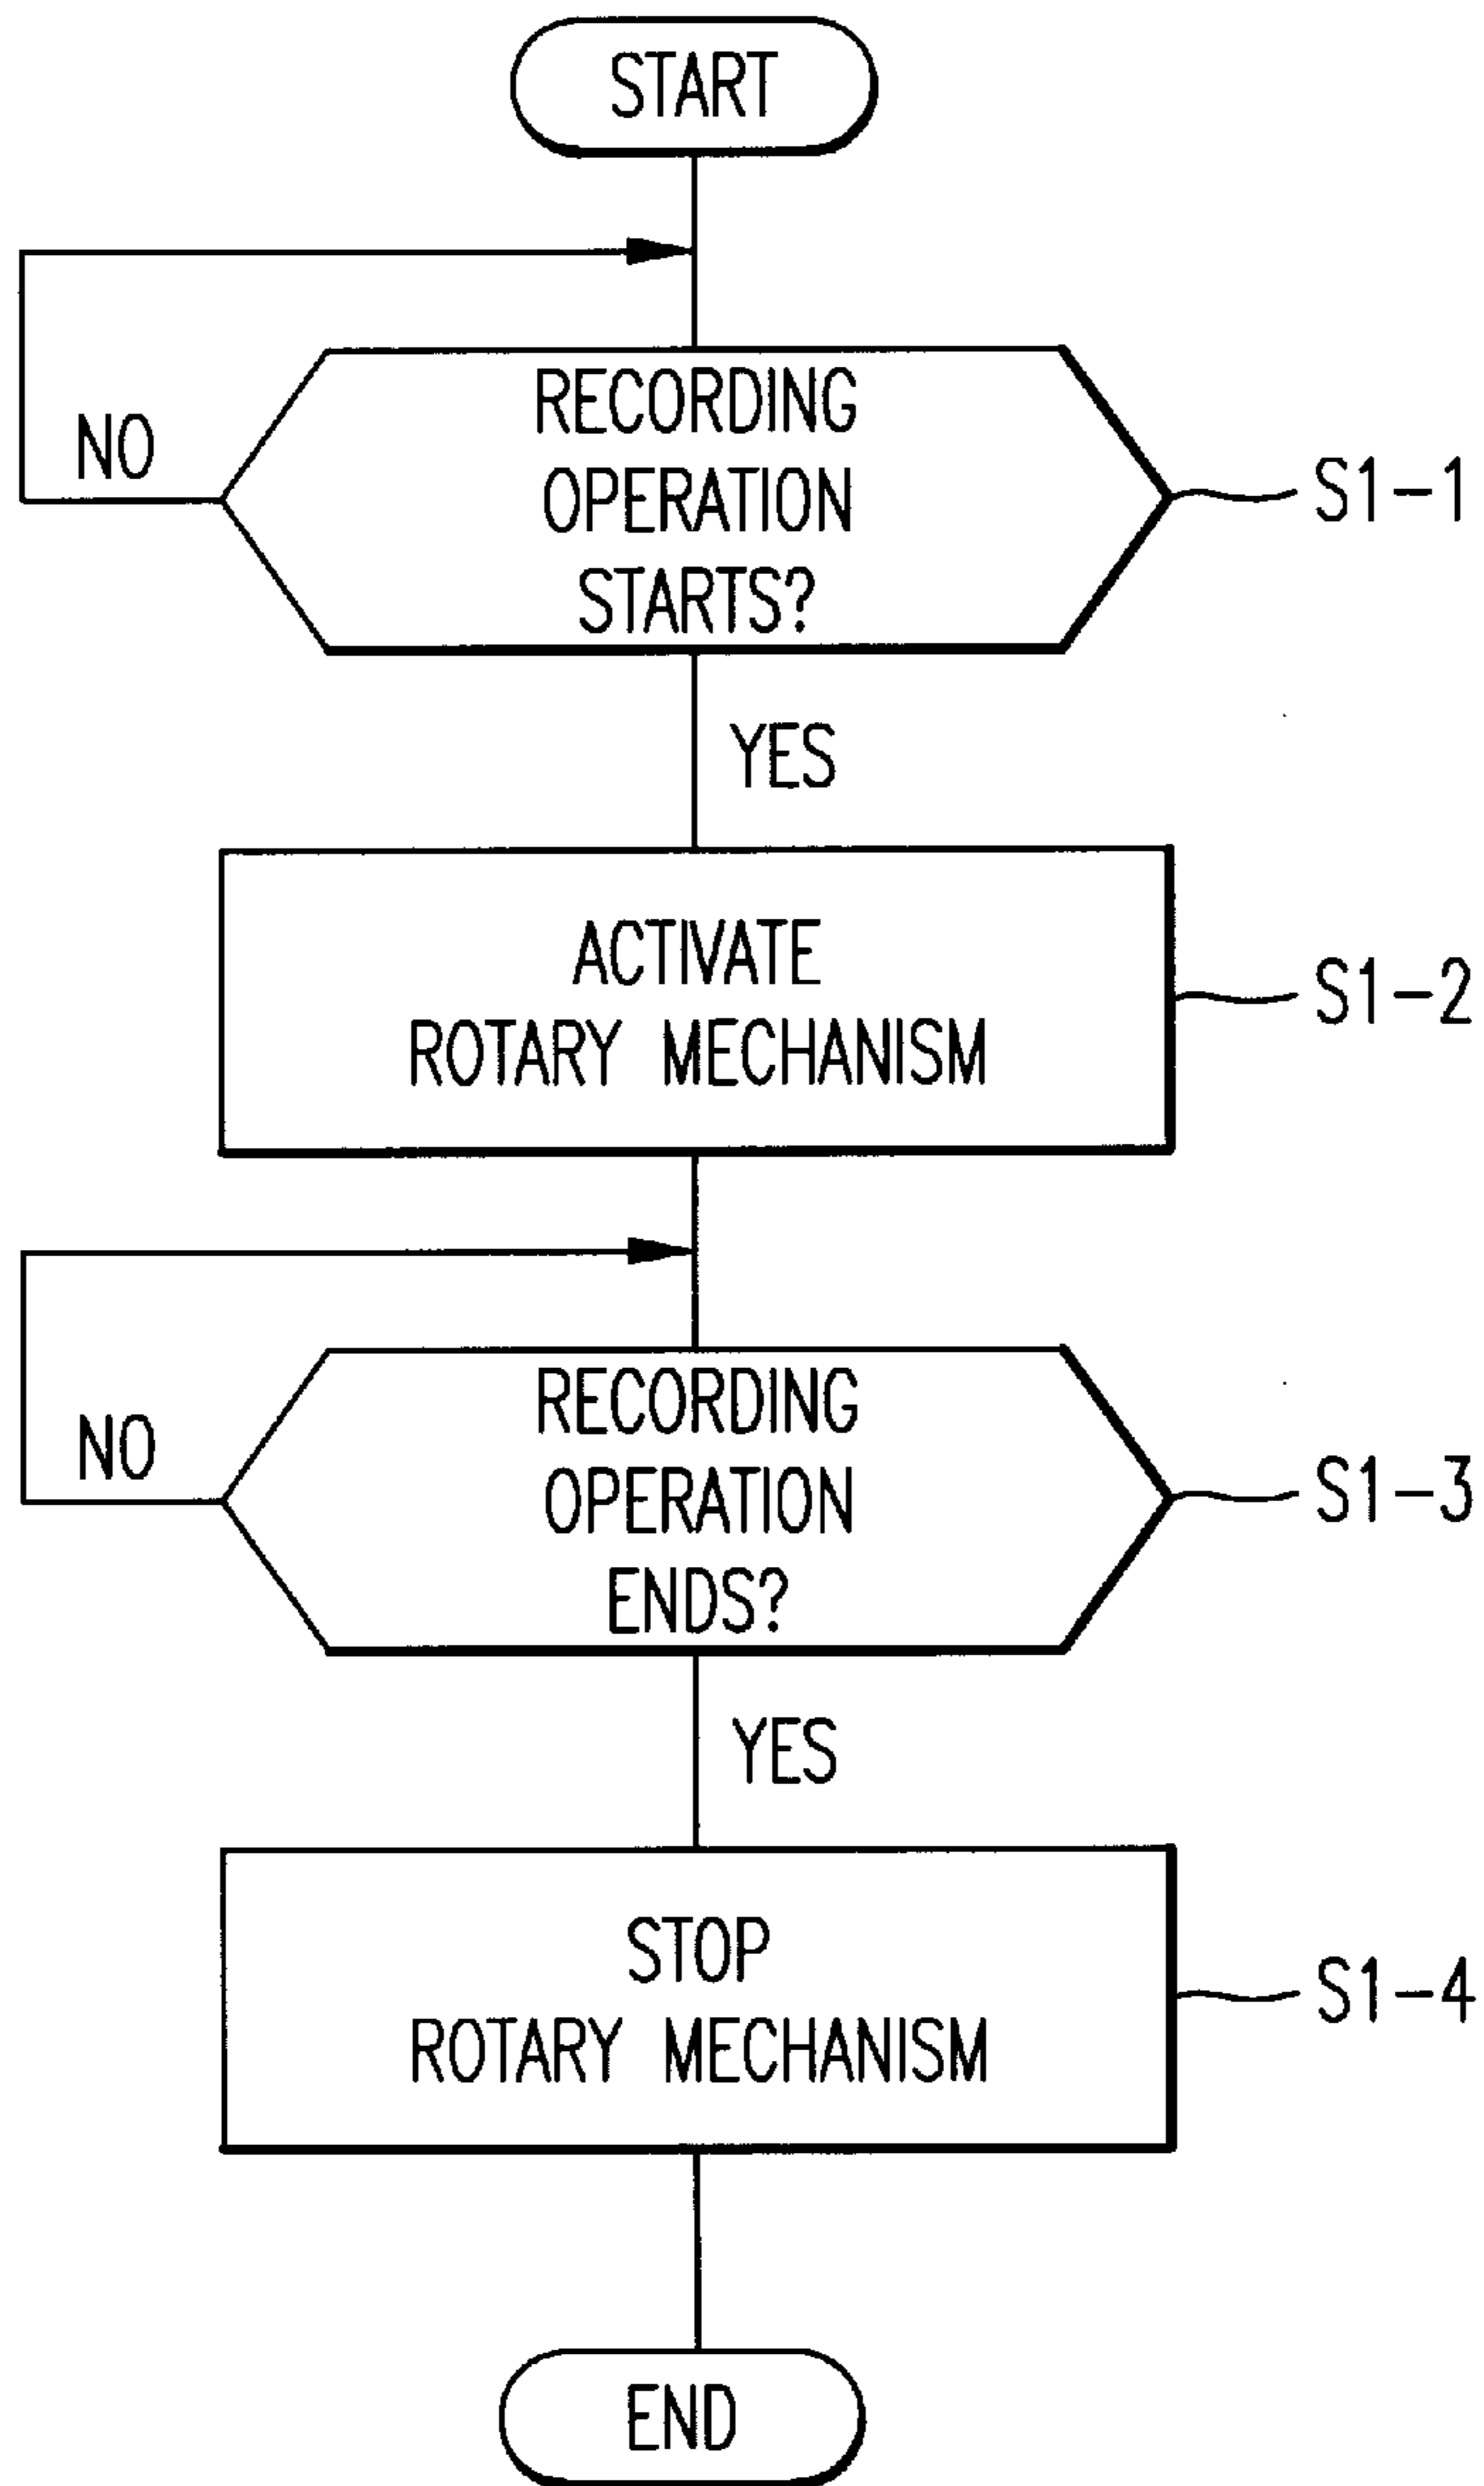 START
RECORDING
OPERATION
STARTS?
S1-1
NO
YES
ACTIVATE
ROTARY MECHANISM
S1-2
RECORDING
OPERATION
ENDS?
S1-3
NO
YES
STOP
ROTARY MECHANISM
S1-4
END